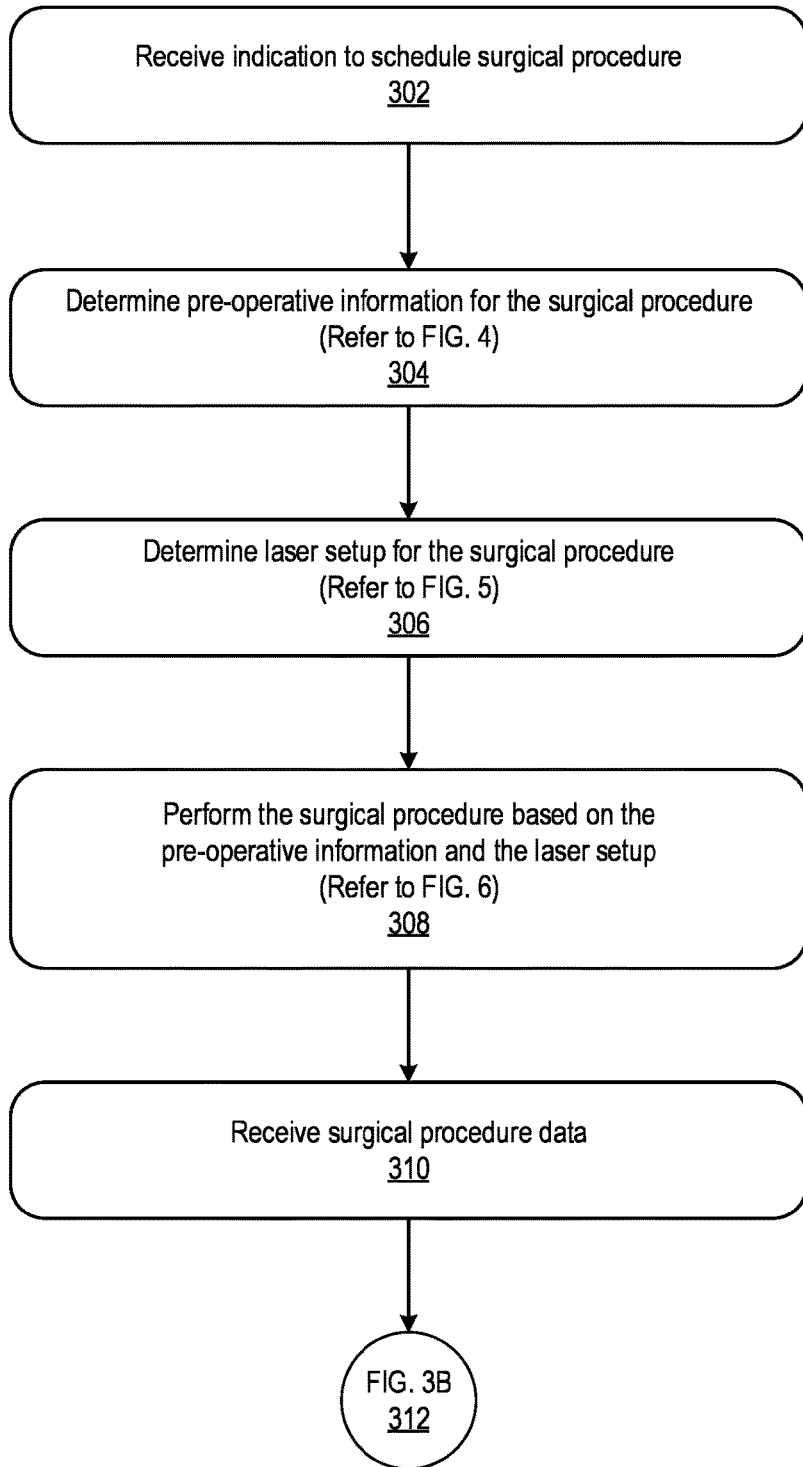 Receive indication to schedule surgical procedure
302
Determine pre-operative information for the surgical procedure
(Refer to FIG. 4)
304
Determine laser setup for the surgical procedure
(Refer to FIG. 5)
306
Perform the surgical procedure based on the
pre-operative information and the laser setup
(Refer to FIG. 6)
308
Receive surgical procedure data
310
FIG. 3B
312